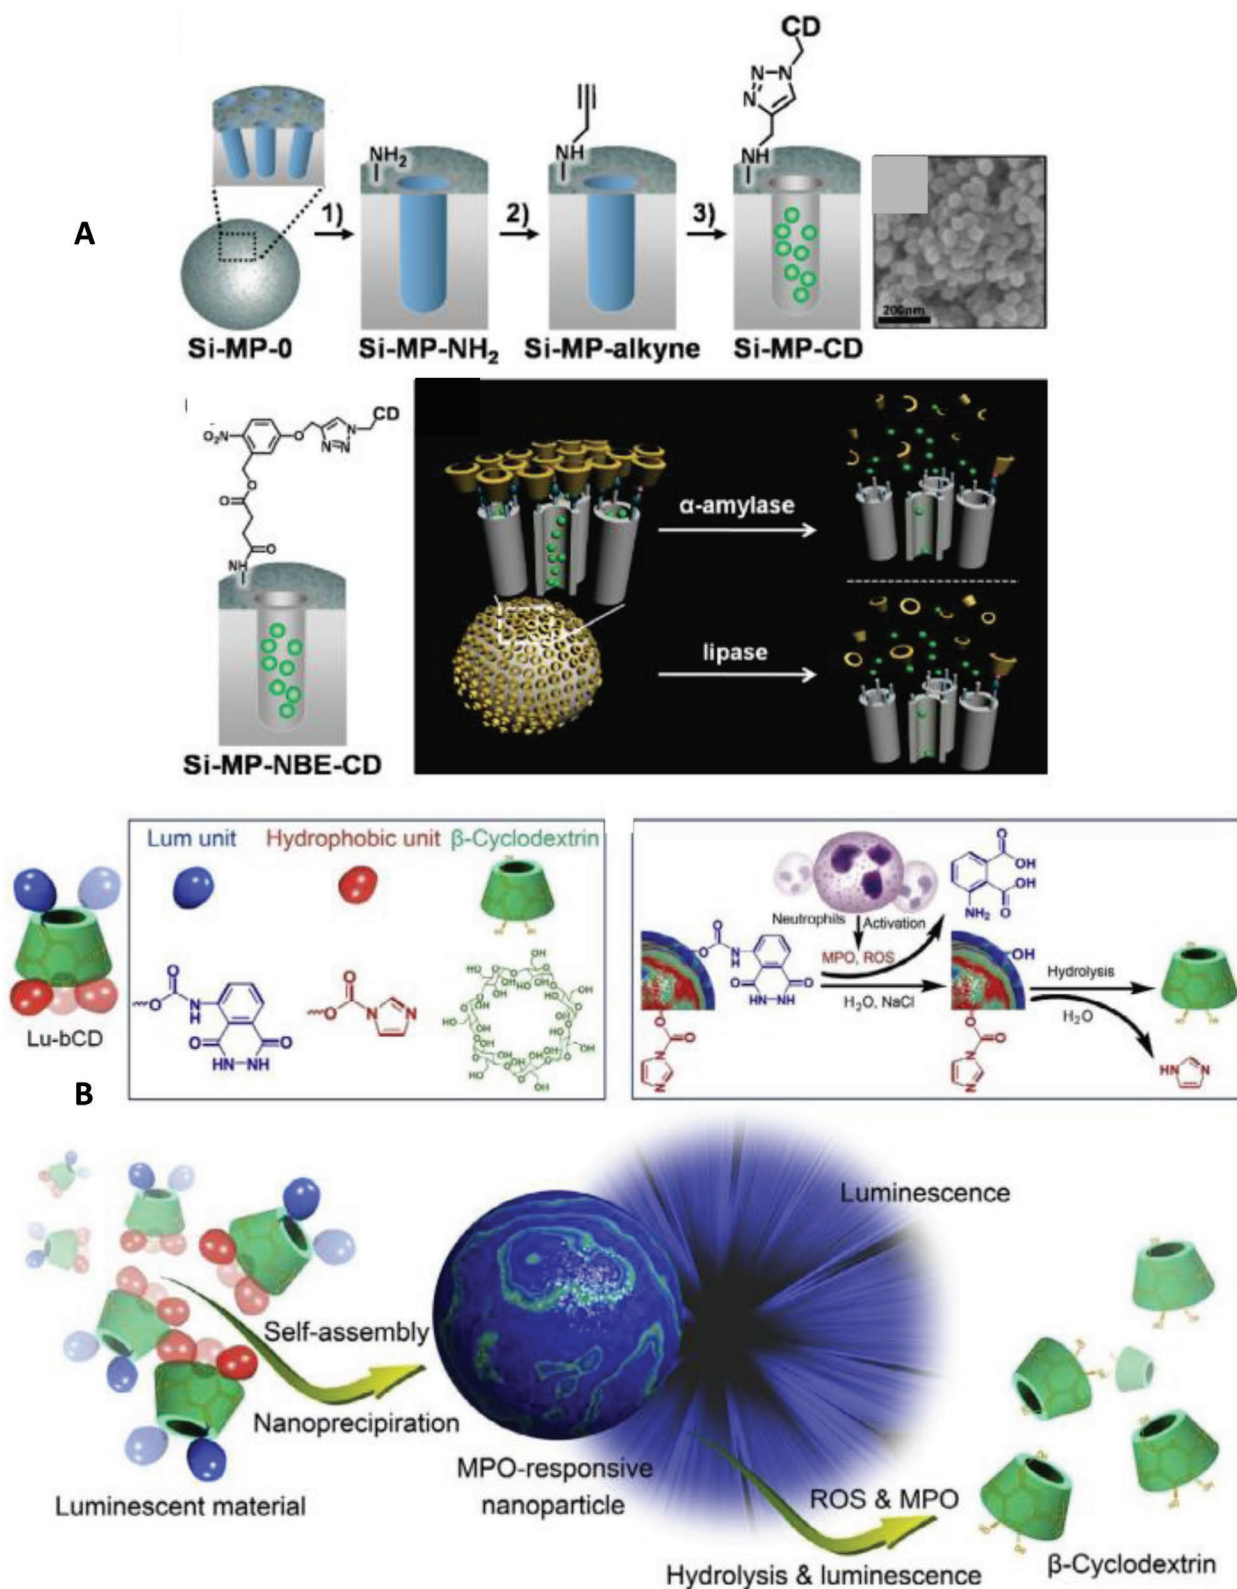 A
CD
N
N
N
NH₂
NH
NH
1)
2)
3)
200nm
Si-MP-0
Si-MP-NH₂
Si-MP-alkyne
Si-MP-CD
O₂N
O
N
N
N
CD
O
O
O
NH
Si-MP-NBE-CD
α-amylase
lipase
B
Lum unit
Hydrophobic unit
β-Cyclodextrin
Lu-bCD
Neutrophils
Activation
MPO, ROS
H₂O, NaCl
O
OH
OH
O
NH₂
OH
Hydrolysis
H₂O
HN
N
Luminescence
Self-assembly
Nanoprecipiration
MPO-responsive
nanoparticle
Luminescent material
ROS & MPO
Hydrolysis & luminescence
β-Cyclodextrin